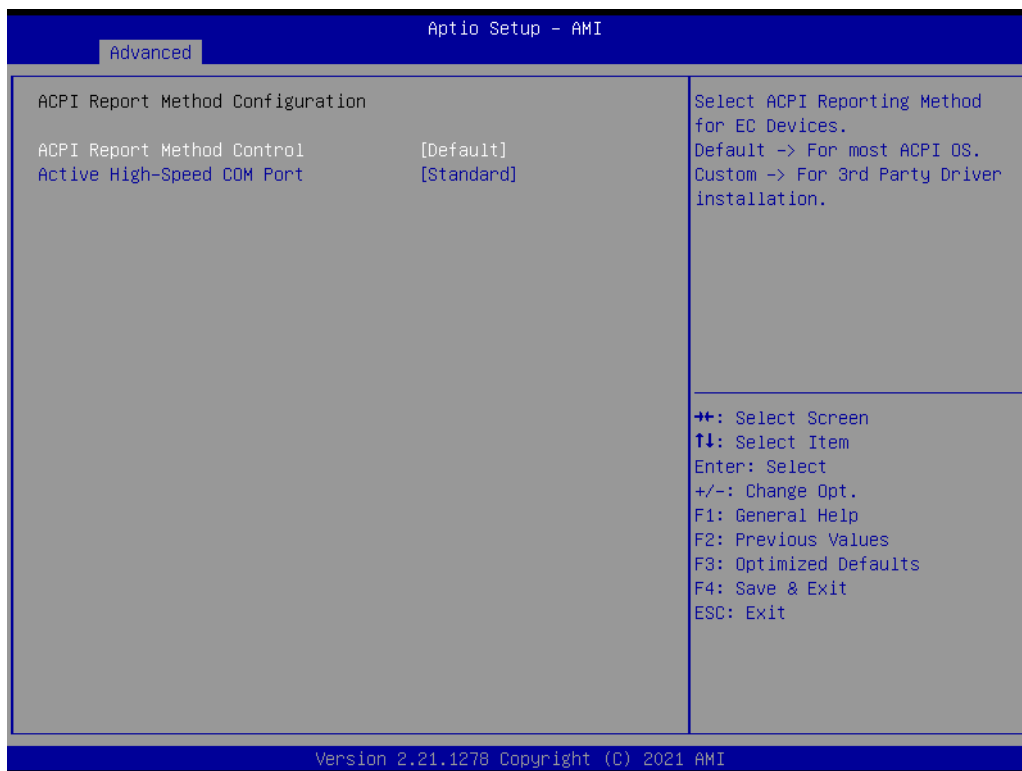 Aptio Setup – AMI
Advanced
ACPI Report Method Configuration
ACPI Report Method Control [Default]
Active High-Speed COM Port [Standard]
Select ACPI Reporting Method
for EC Devices.
Default -> For most ACPI OS.
Custom -> For 3rd Party Driver
installation.
→←: Select Screen
↑↓: Select Item
Enter: Select
+/-: Change Opt.
F1: General Help
F2: Previous Values
F3: Optimized Defaults
F4: Save & Exit
ESC: Exit
Version 2.21.1278 Copyright (C) 2021 AMI